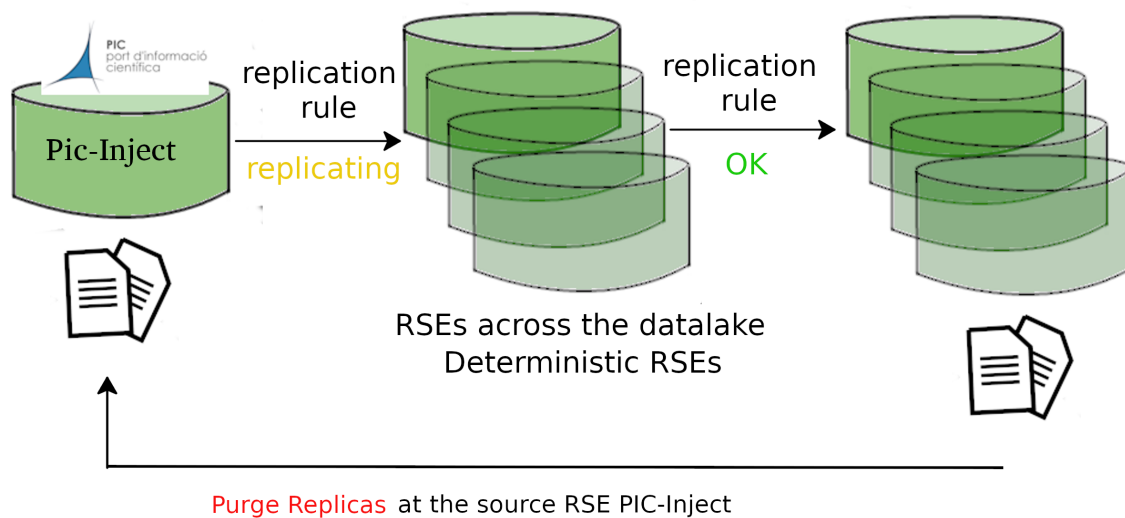 PIC
port d'informació
científica
Pic-Inject
replication
rule
replicating
replication
rule
OK
RSEs across the datalake
Deterministic RSEs
Purge Replicas at the source RSE PIC-Inject